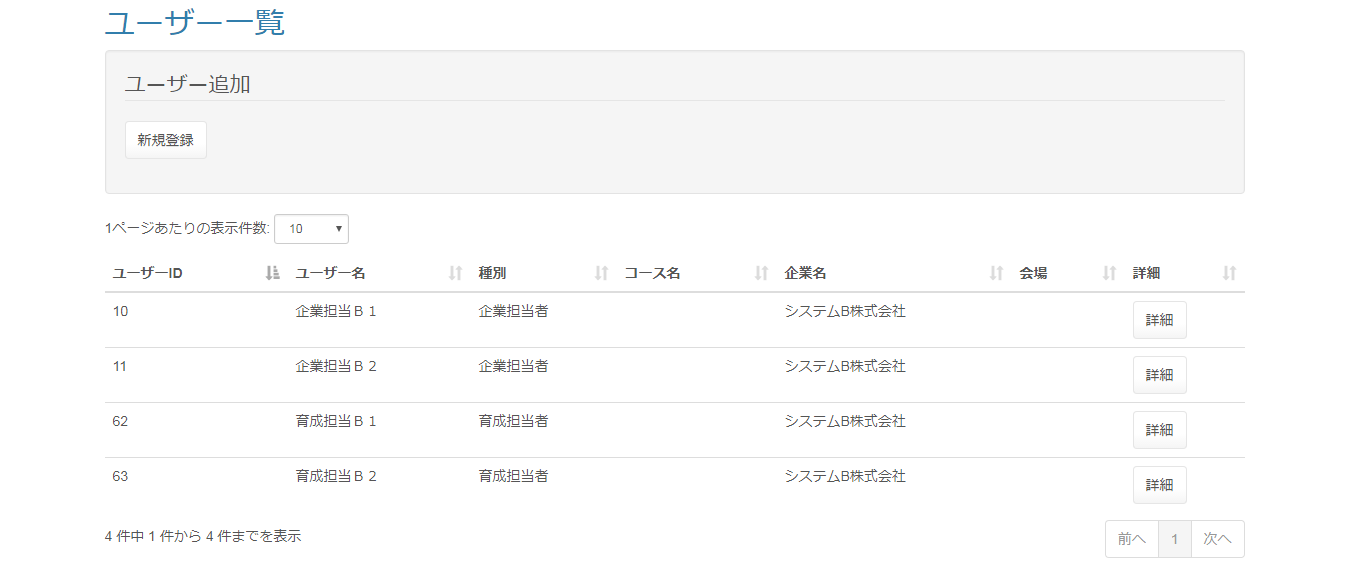 ユーザー一覧
ユーザー追加
新規登録
1ページあたりの表示件数: 10
ユーザーID ユーザー名 種別 コース名 企業名 会場 詳細
10 企業担当Ｂ１ 企業担当者 システムB株式会社 詳細
11 企業担当Ｂ２ 企業担当者 システムB株式会社 詳細
62 育成担当Ｂ１ 育成担当者 システムB株式会社 詳細
63 育成担当Ｂ２ 育成担当者 システムB株式会社 詳細
4 件中 1 件から 4 件までを表示 前へ 1 次へ